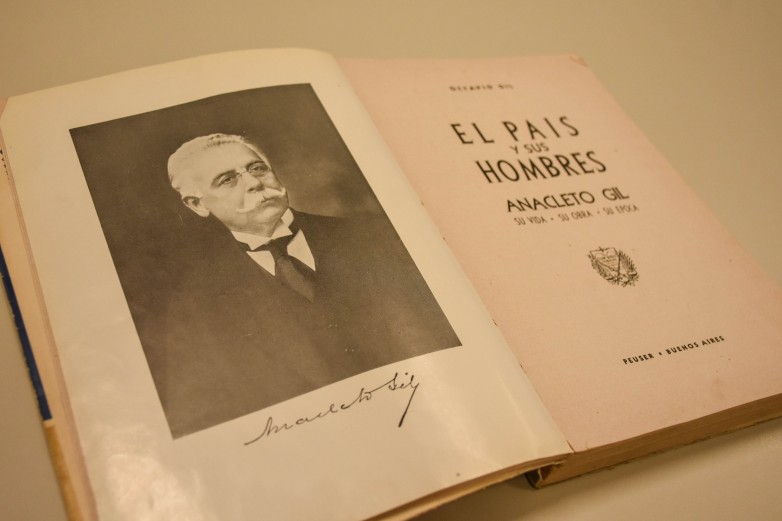 Anacleto Gil
OCTAVIO GIL
EL PAIS
Y SUS
HOMBRES
ANACLETO GIL
SU VIDA • SU OBRA • SU EPOCA
PEUSER • BUENOS AIRES